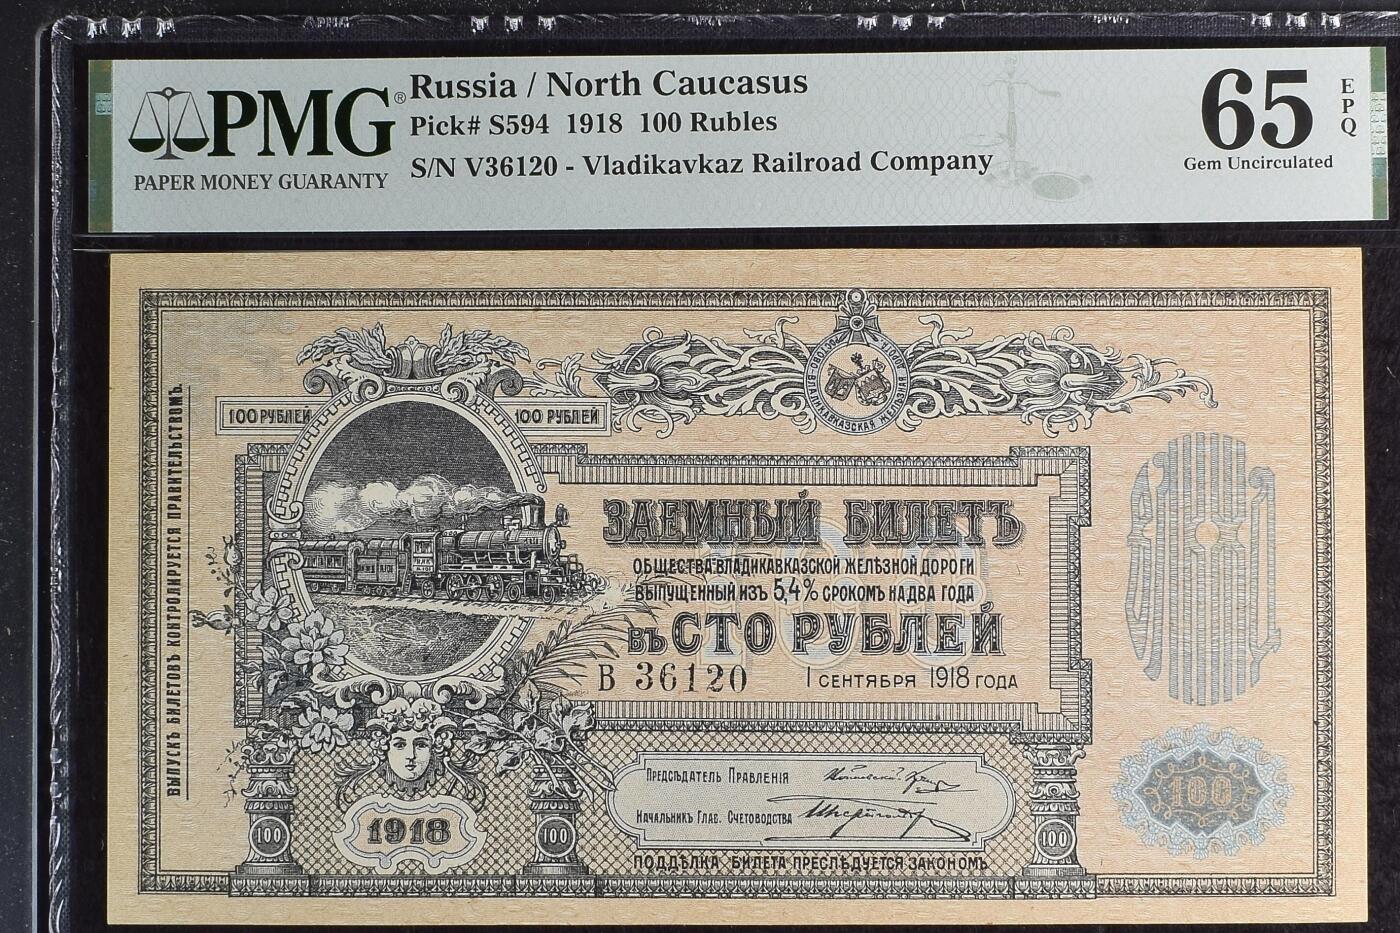 PMG®
PAPER MONEY GUARANTY
Russia / North Caucasus
Pick# S594 1918 100 Rubles
S/N V36120 - Vladikavkaz Railroad Company
65
EPQ
Gem Uncirculated
ВЫПУСКЪ БИЛЕТОВЪ КОНТРОЛИРУЕТСЯ ПРАВИТЕЛЬСТВОМЪ.
100 РУБЛЕЙ
100 РУБЛЕЙ
ВЛАДИКАВКАЗСКАЯ ЖЕЛЕЗНАЯ
ЗАЕМНЫЙ БИЛЕТЪ
ОБЩЕСТВА ВЛАДИКАВКАЗСКОЙ ЖЕЛѢЗНОЙ ДОРОГИ
ВЫПУЩЕННЫЙ ИЗЪ 5,4% СРОКОМЪ НА ДВА ГОДА
въ СТО РУБЛЕЙ
В 36120
1 СЕНТЯБРЯ 1918 ГОДА
ПРЕДСѢДАТЕЛЬ ПРАВЛЕНІЯ
НАЧАЛЬНИКЪ ГЛАВ. СЧЕТОВОДСТВА
1918
100
100
100
100
ПОДДѢЛКА БИЛЕТА ПРЕСЛѢДУЕТСЯ ЗАКОНОМЪ